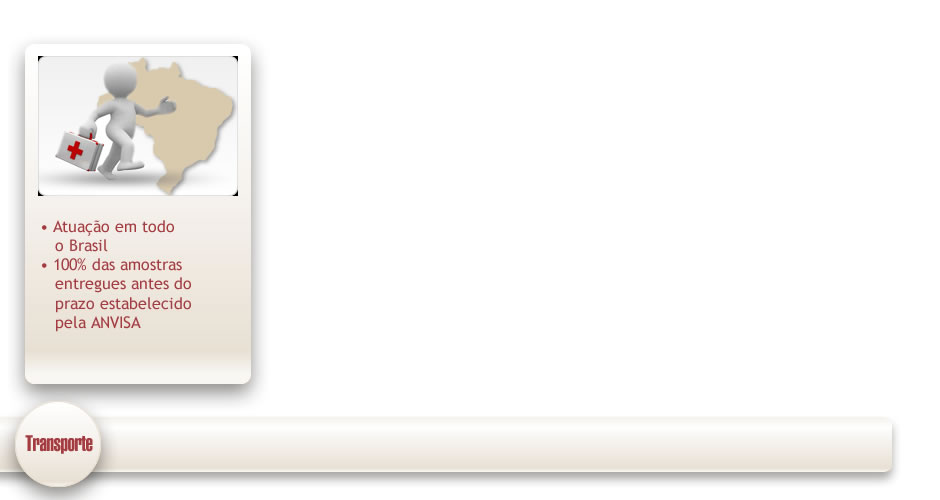 • Atuação em todo
o Brasil
• 100% das amostras
entregues antes do
prazo estabelecido
pela ANVISA
Transporte